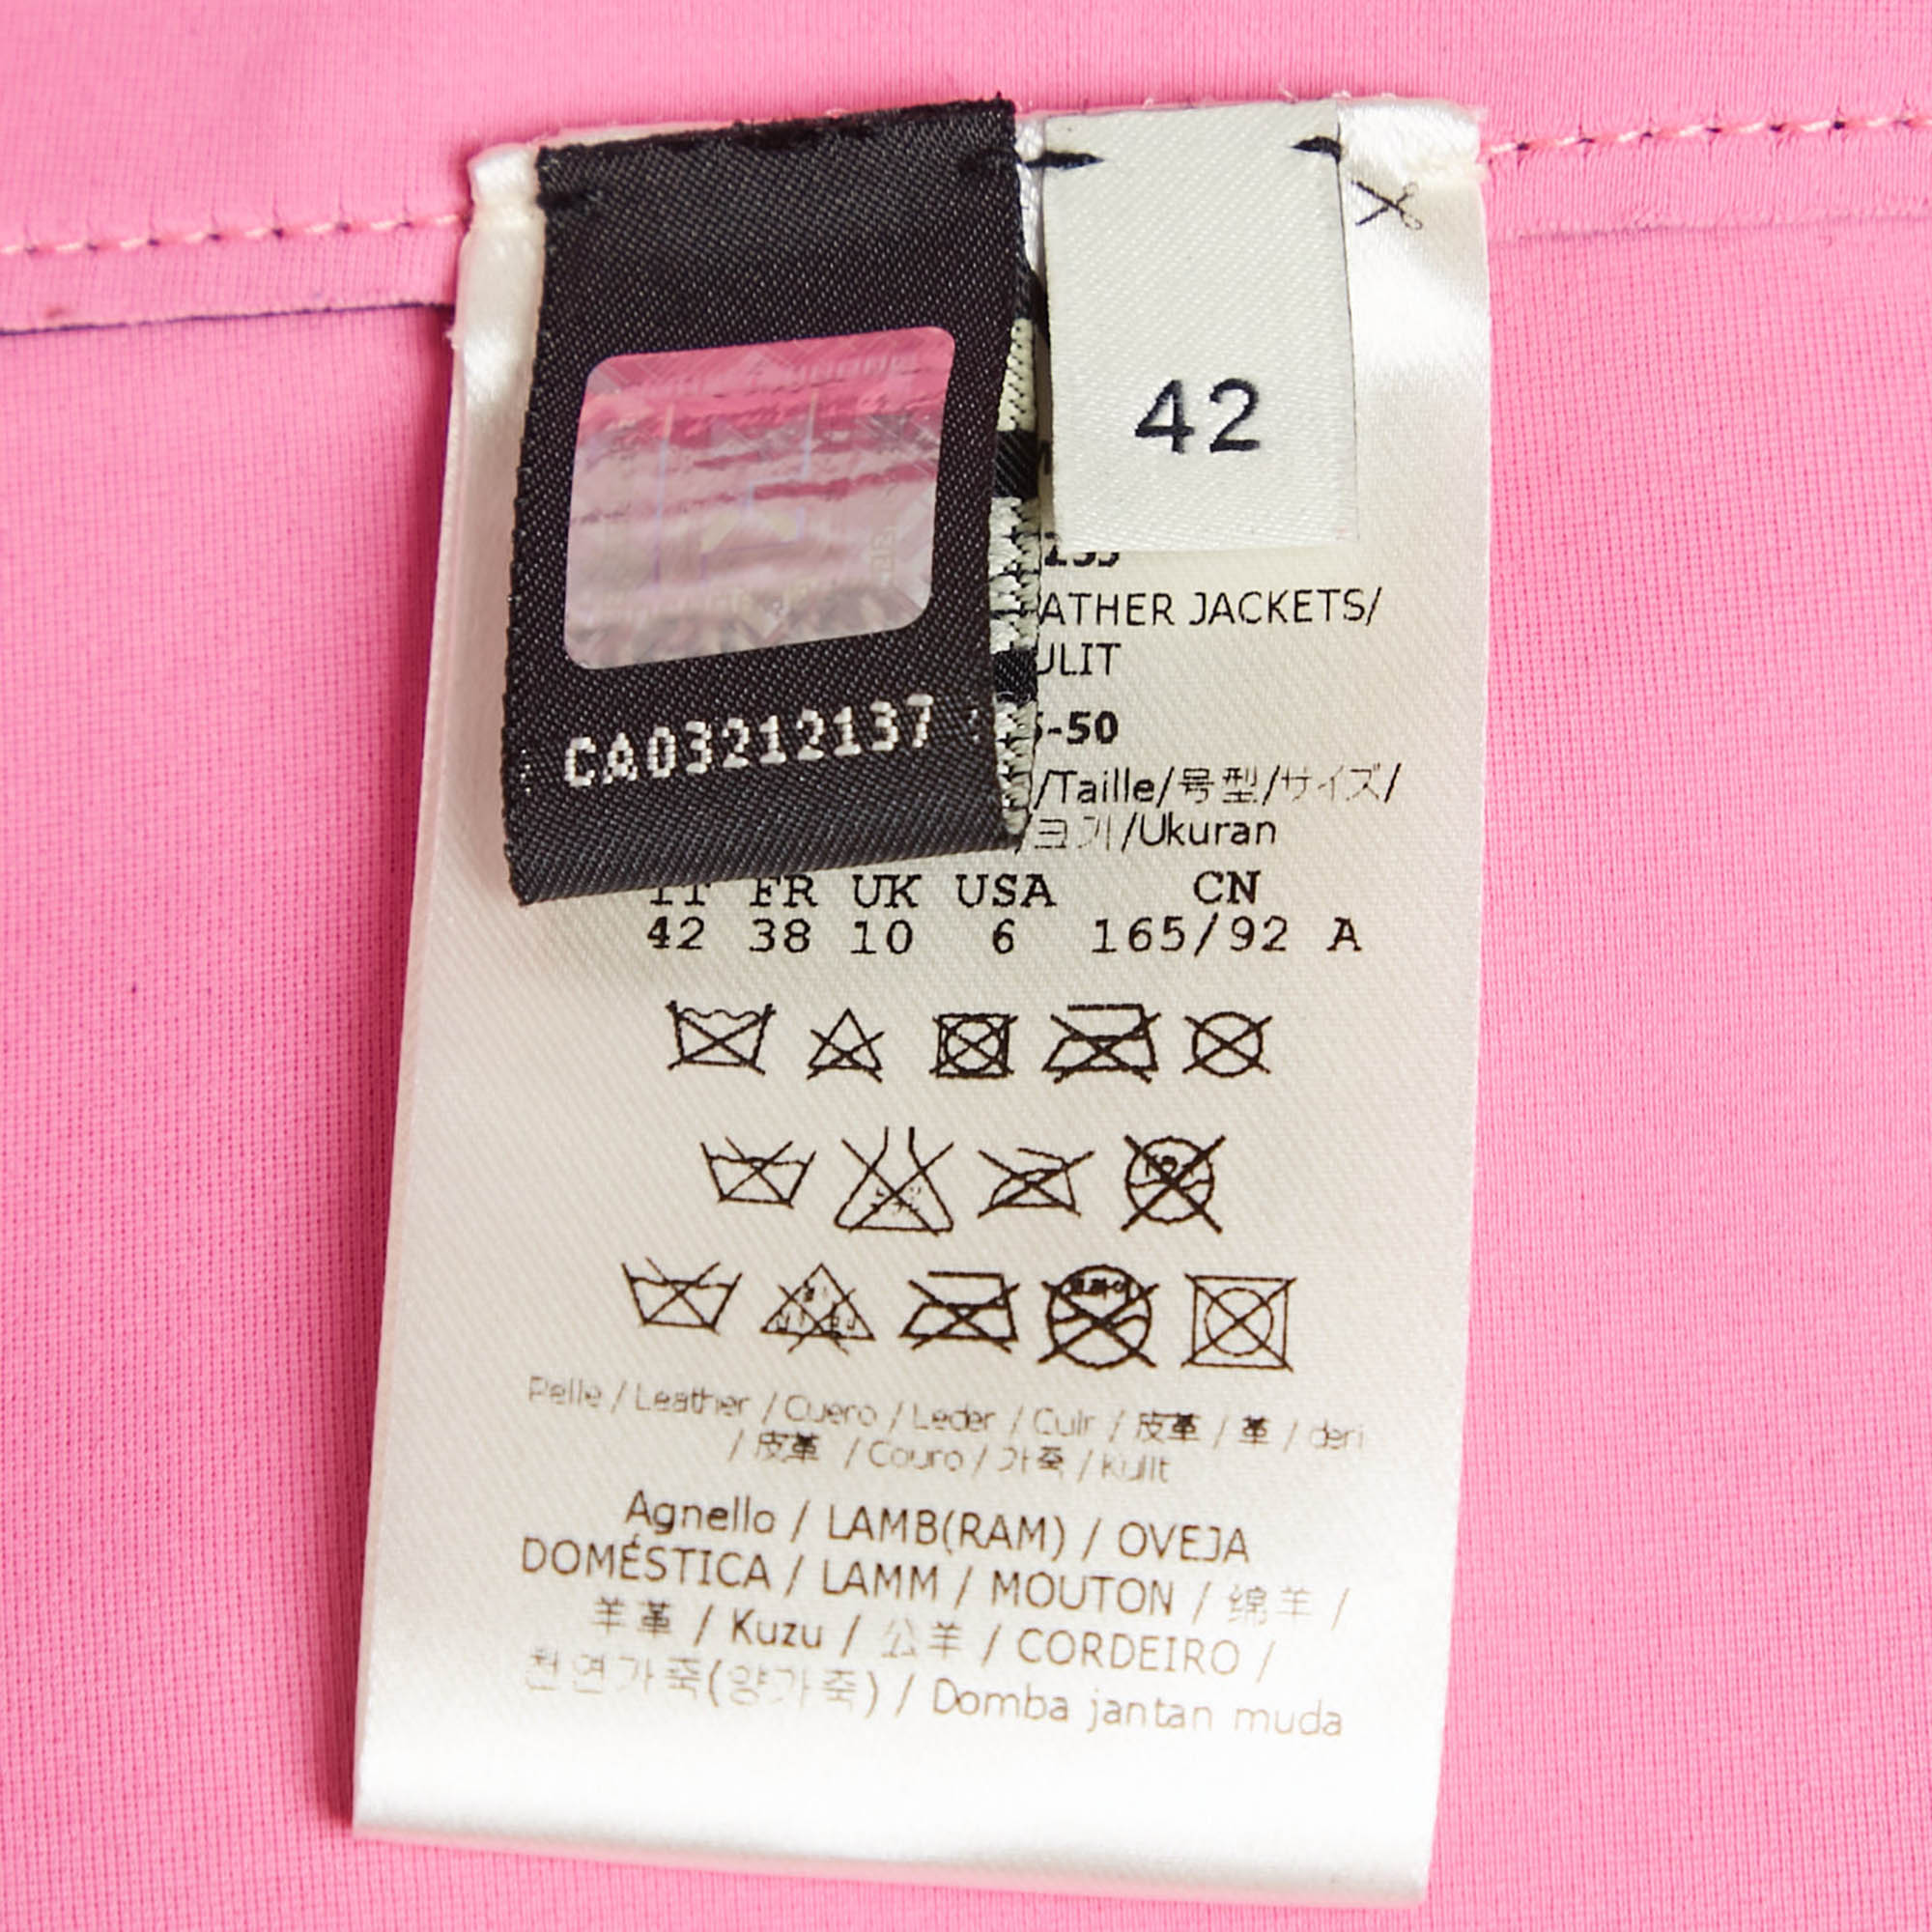 42
CA03212137
ATHER JACKETS/
ULIT
-50
/Taille/号型/サイズ/
/크기/Ukuran
IT FR UK USA CN
42 38 10 6 165/92 A
Pelle / Leather / Cuero / Leder / Cuir / 皮革 / 革 / deri
/ 皮革 / Couro / 가죽 / Kulit
Agnello / LAMB(RAM) / OVEJA
DOMÉSTICA / LAMM / MOUTON / 绵羊 /
羊革 / Kuzu / 公羊 / CORDEIRO /
천연가죽(양가죽) / Domba jantan muda